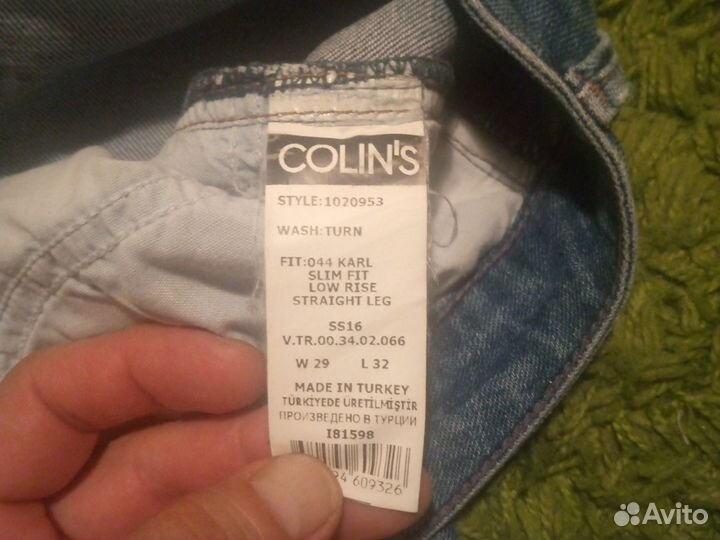 COLIN'S
STYLE:1020953
WASH:TURN
FIT:044 KARL
SLIM FIT
LOW RISE
STRAIGHT LEG
SS16
V.TR.00.34.02.066
W 29 L 32
MADE IN TURKEY
TÜRKIYEDE ÜRETILMIŞTIR
ПРОИЗВЕДЕНО В ТУРЦИИ
I81598
609326
Avito